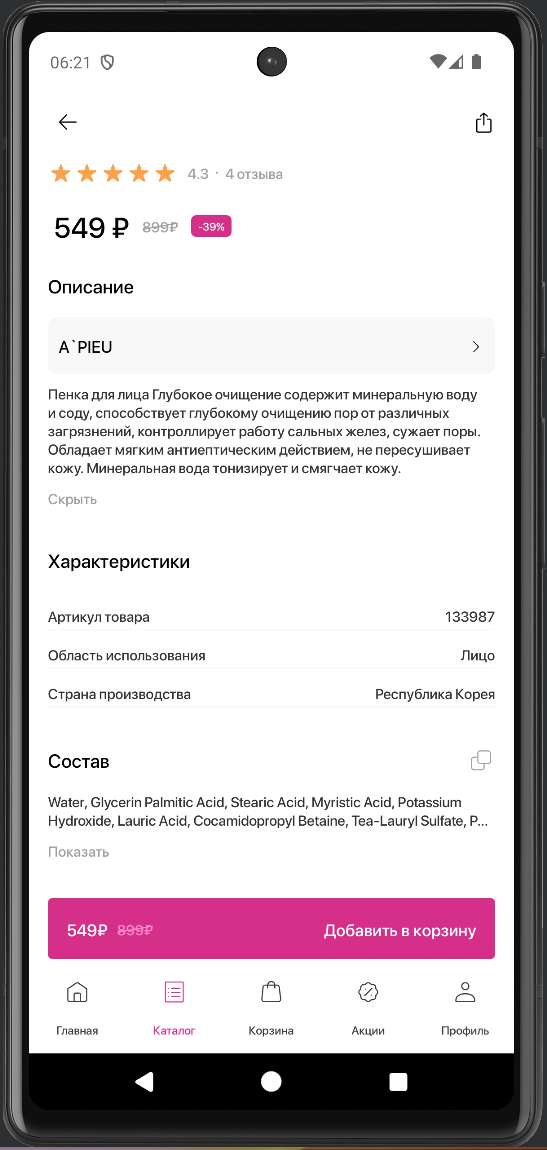 06:21
4.3 · 4 отзыва
549 ₽ 899₽ -39%
Описание
A`PIEU
Пенка для лица Глубокое очищение содержит минеральную воду
и соду, способствует глубокому очищению пор от различных
загрязнений, контроллирует работу сальных желез, сужает поры.
Обладает мягким антиептическим действием, не пересушивает
кожу. Минеральная вода тонизирует и смягчает кожу.
Скрыть
Характеристики
Артикул товара 133987
Область использования Лицо
Страна производства Республика Корея
Состав
Water, Glycerin Palmitic Acid, Stearic Acid, Myristic Acid, Potassium
Hydroxide, Lauric Acid, Cocamidopropyl Betaine, Tea-Lauryl Sulfate, P...
Показать
549₽ 899₽ Добавить в корзину
Главная Каталог Корзина Акции Профиль